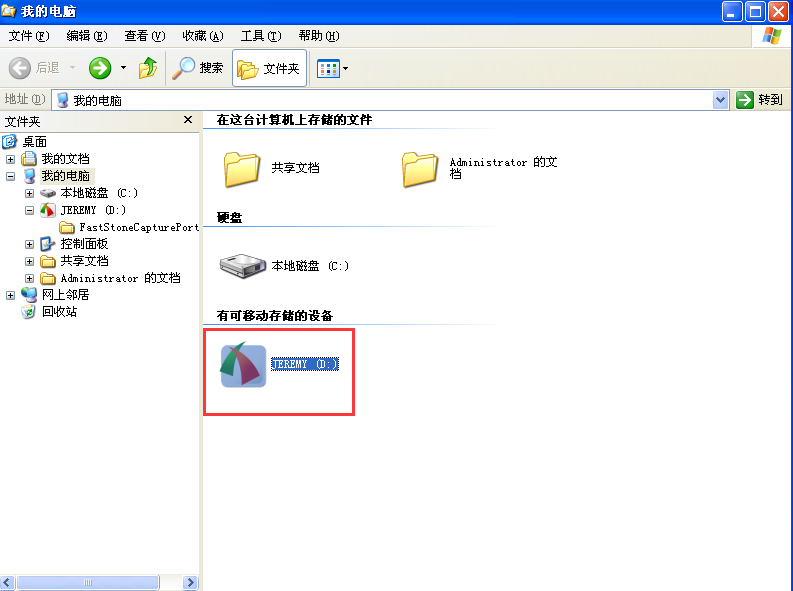 我的电脑
文件(F) 编辑(E) 查看(V) 收藏(A) 工具(T) 帮助(H)
后退 搜索 文件夹
地址(D) 我的电脑 转到
文件夹
桌面
我的文档
我的电脑
本地磁盘 (C:)
JEREMY (D:)
FastStoneCapturePort
控制面板
共享文档
Administrator 的文档
网上邻居
回收站
在这台计算机上存储的文件
共享文档
Administrator 的文
档
硬盘
本地磁盘 (C:)
有可移动存储的设备
JEREMY (D:)